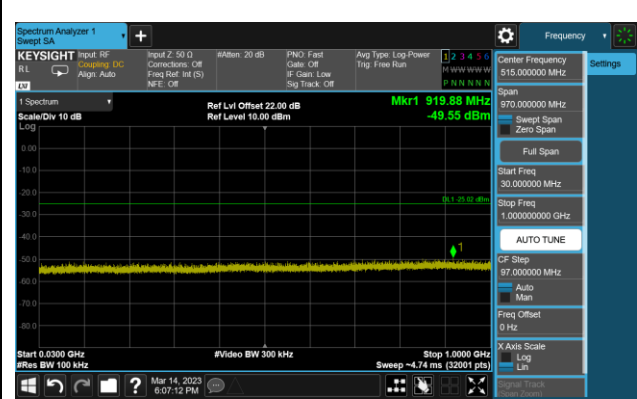 Spectrum Analyzer 1
Swept SA
Frequency
KEYSIGHT
RL
LXI
Input: RF
Coupling: DC
Align: Auto
Input Z: 50 Ω
Corrections: Off
Freq Ref: Int (S)
NFE: Off
#Atten: 20 dB
PNO: Fast
Gate: Off
IF Gain: Low
Sig Track: Off
Avg Type: Log-Power
Trig: Free Run
1 2 3 4 5 6
M W W W W W
P N N N N N
Center Frequency
515.000000 MHz
Settings
Span
970.000000 MHz
Swept Span
Zero Span
Full Span
Start Freq
30.000000 MHz
Stop Freq
1.000000000 GHz
AUTO TUNE
CF Step
97.000000 MHz
Auto
Man
Freq Offset
0 Hz
X Axis Scale
Log
Lin
Signal Track
(Span Zoom)
1 Spectrum
Scale/Div 10 dB
Log
Ref Lvl Offset 22.00 dB
Ref Level 10.00 dBm
Mkr1 919.88 MHz
-49.55 dBm
0.00
-10.0
-20.0
DL1 -25.02 dBm
-30.0
-40.0
1
-50.0
-60.0
-70.0
-80.0
Start 0.0300 GHz
#Res BW 100 kHz
#Video BW 300 kHz
Stop 1.0000 GHz
Sweep ~4.74 ms (32001 pts)
?
Mar 14, 2023
6:07:12 PM